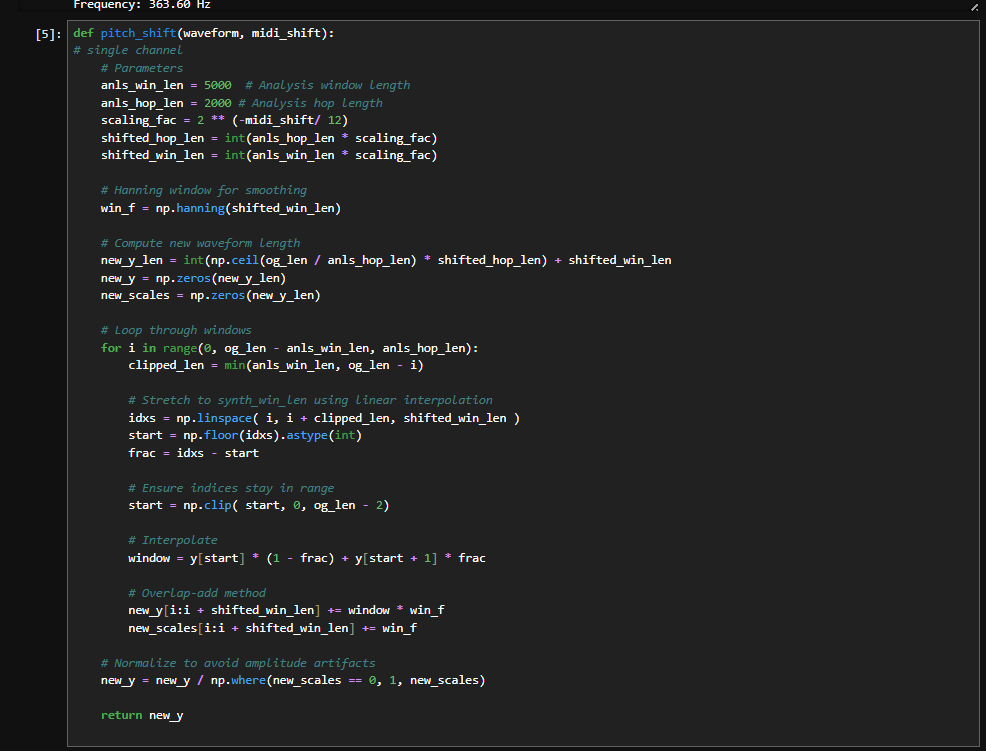 Frequency: 363.60 Hz
[5]: def pitch_shift(waveform, midi_shift):
# single channel
    # Parameters
    anls_win_len = 5000  # Analysis window length
    anls_hop_len = 2000 # Analysis hop length
    scaling_fac = 2 ** (-midi_shift/ 12)
    shifted_hop_len = int(anls_hop_len * scaling_fac)
    shifted_win_len = int(anls_win_len * scaling_fac)

    # Hanning window for smoothing
    win_f = np.hanning(shifted_win_len)

    # Compute new waveform length
    new_y_len = int(np.ceil(og_len / anls_hop_len) * shifted_hop_len) + shifted_win_len
    new_y = np.zeros(new_y_len)
    new_scales = np.zeros(new_y_len)

    # Loop through windows
    for i in range(0, og_len - anls_win_len, anls_hop_len):
        clipped_len = min(anls_win_len, og_len - i)

        # Stretch to synth_win_len using linear interpolation
        idxs = np.linspace( i, i + clipped_len, shifted_win_len )
        start = np.floor(idxs).astype(int)
        frac = idxs - start

        # Ensure indices stay in range
        start = np.clip( start, 0, og_len - 2)

        # Interpolate
        window = y[start] * (1 - frac) + y[start + 1] * frac

        # Overlap-add method
        new_y[i:i + shifted_win_len] += window * win_f
        new_scales[i:i + shifted_win_len] += win_f

    # Normalize to avoid amplitude artifacts
    new_y = new_y / np.where(new_scales == 0, 1, new_scales)

    return new_y